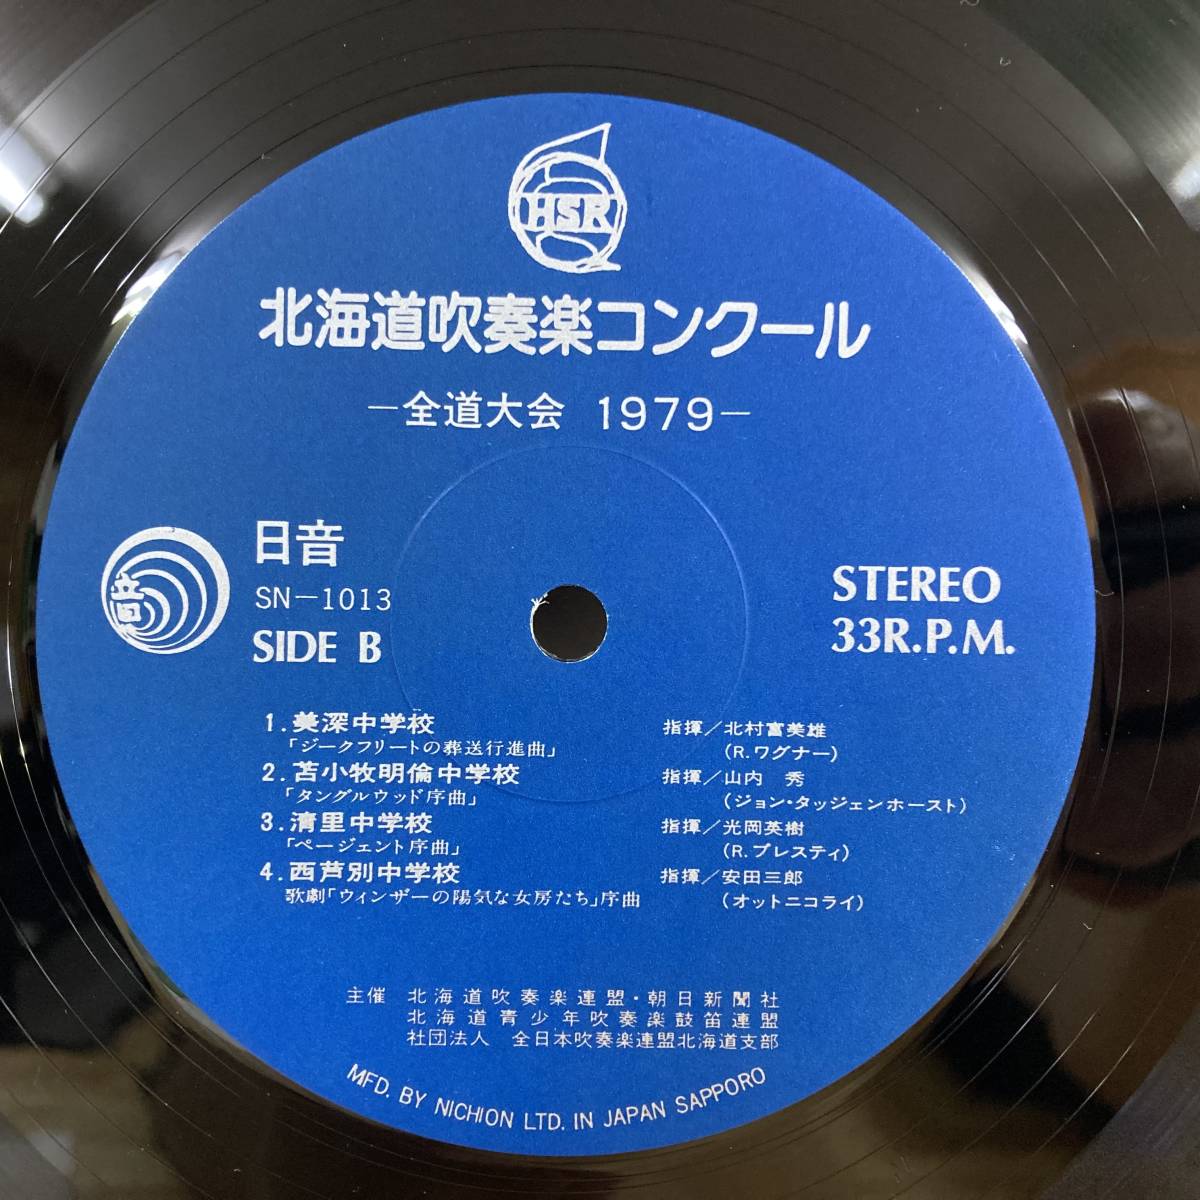 HSR
北海道吹奏楽コンクール
—全道大会 1979—
音
日音
SN-1013
SIDE B
STEREO
33R.P.M.
1.美深中学校 指揮/北村富美雄
「ジークフリートの葬送行進曲」 (R.ワグナー)
2.苫小牧明倫中学校 指揮/山内 秀
「タングルウッド序曲」 (ジョン・タッジェンホースト)
3.清里中学校 指揮/光岡英樹
「ページェント序曲」 (R.プレスティ)
4.西芦別中学校 指揮/安田三郎
歌劇「ウィンザーの陽気な女房たち」序曲 (オットニコライ)
主催 北海道吹奏楽連盟・朝日新聞社
北海道青少年吹奏楽鼓笛連盟
社団法人 全日本吹奏楽連盟北海道支部
MFD. BY NICHION LTD. IN JAPAN SAPPORO